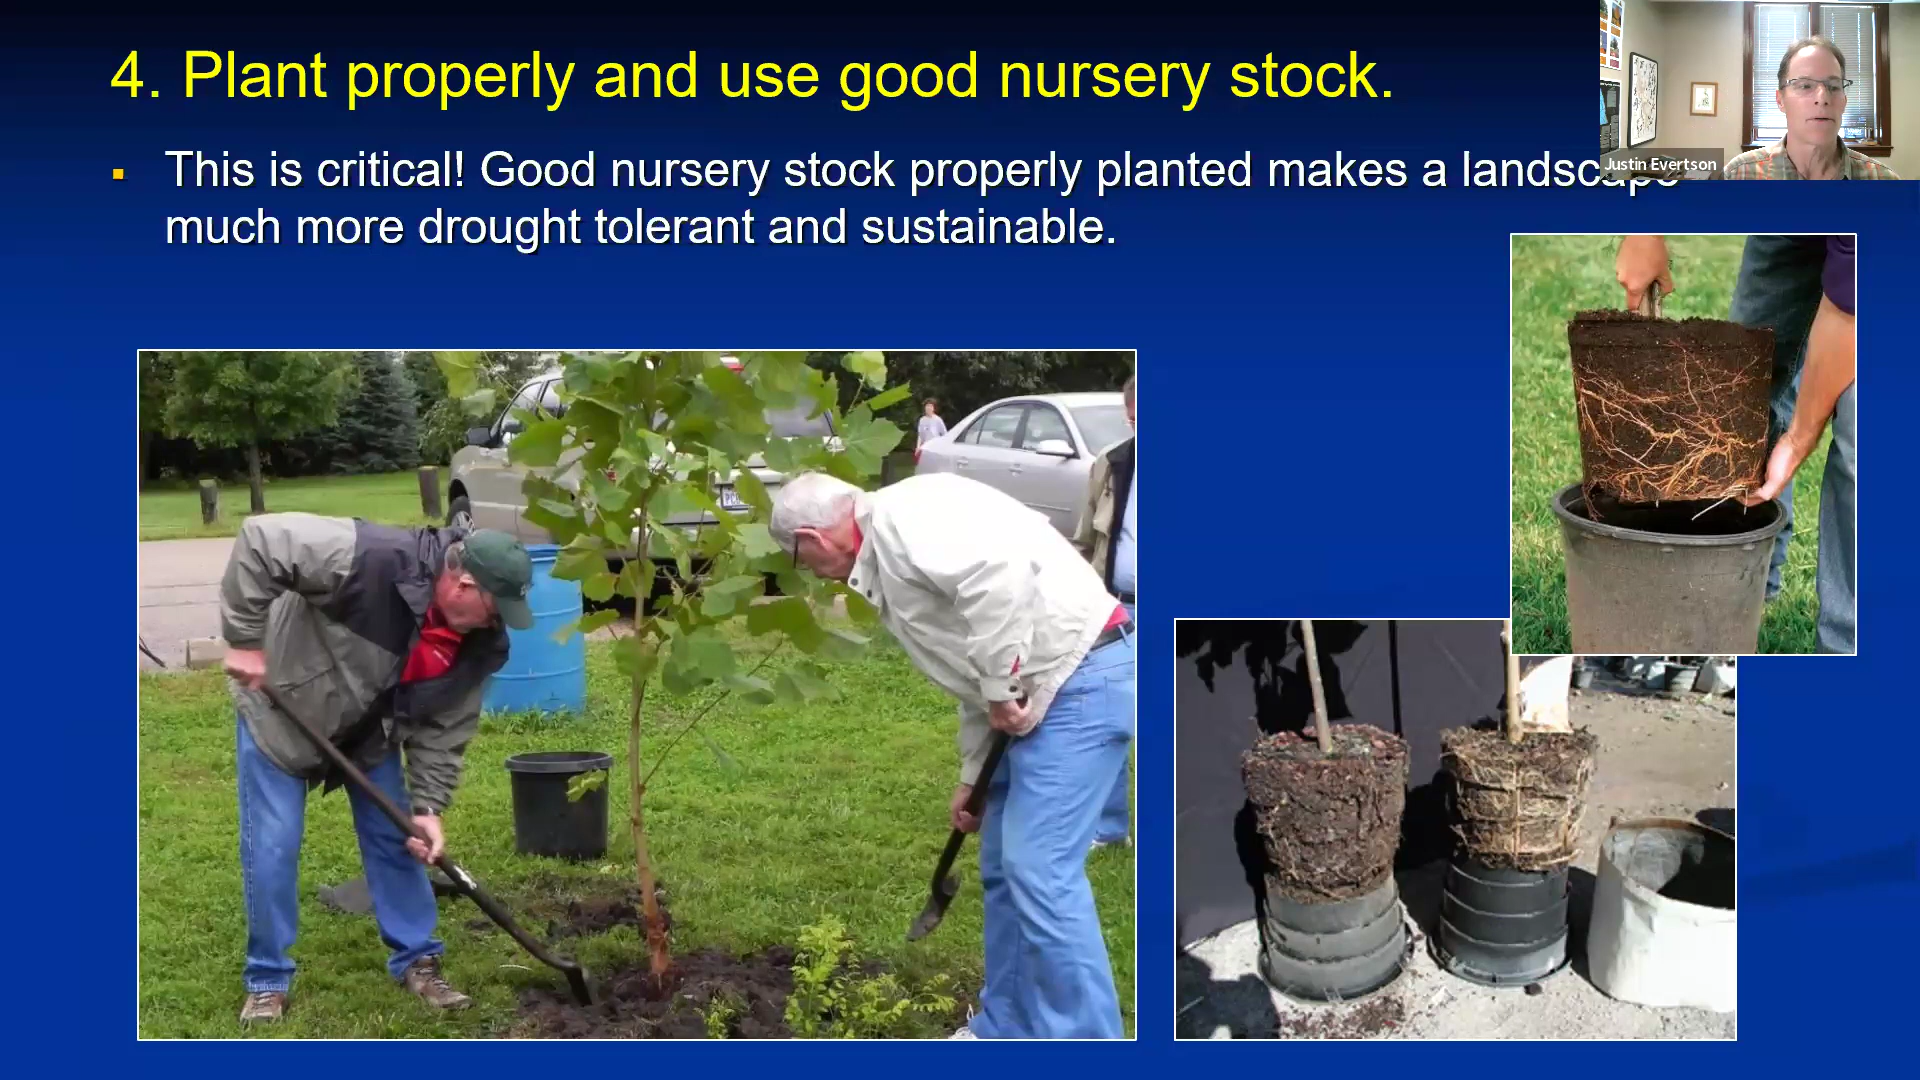 4. Plant properly and use good nursery stock.
This is critical! Good nursery stock properly planted makes a landscape
much more drought tolerant and sustainable.
Justin Evertson